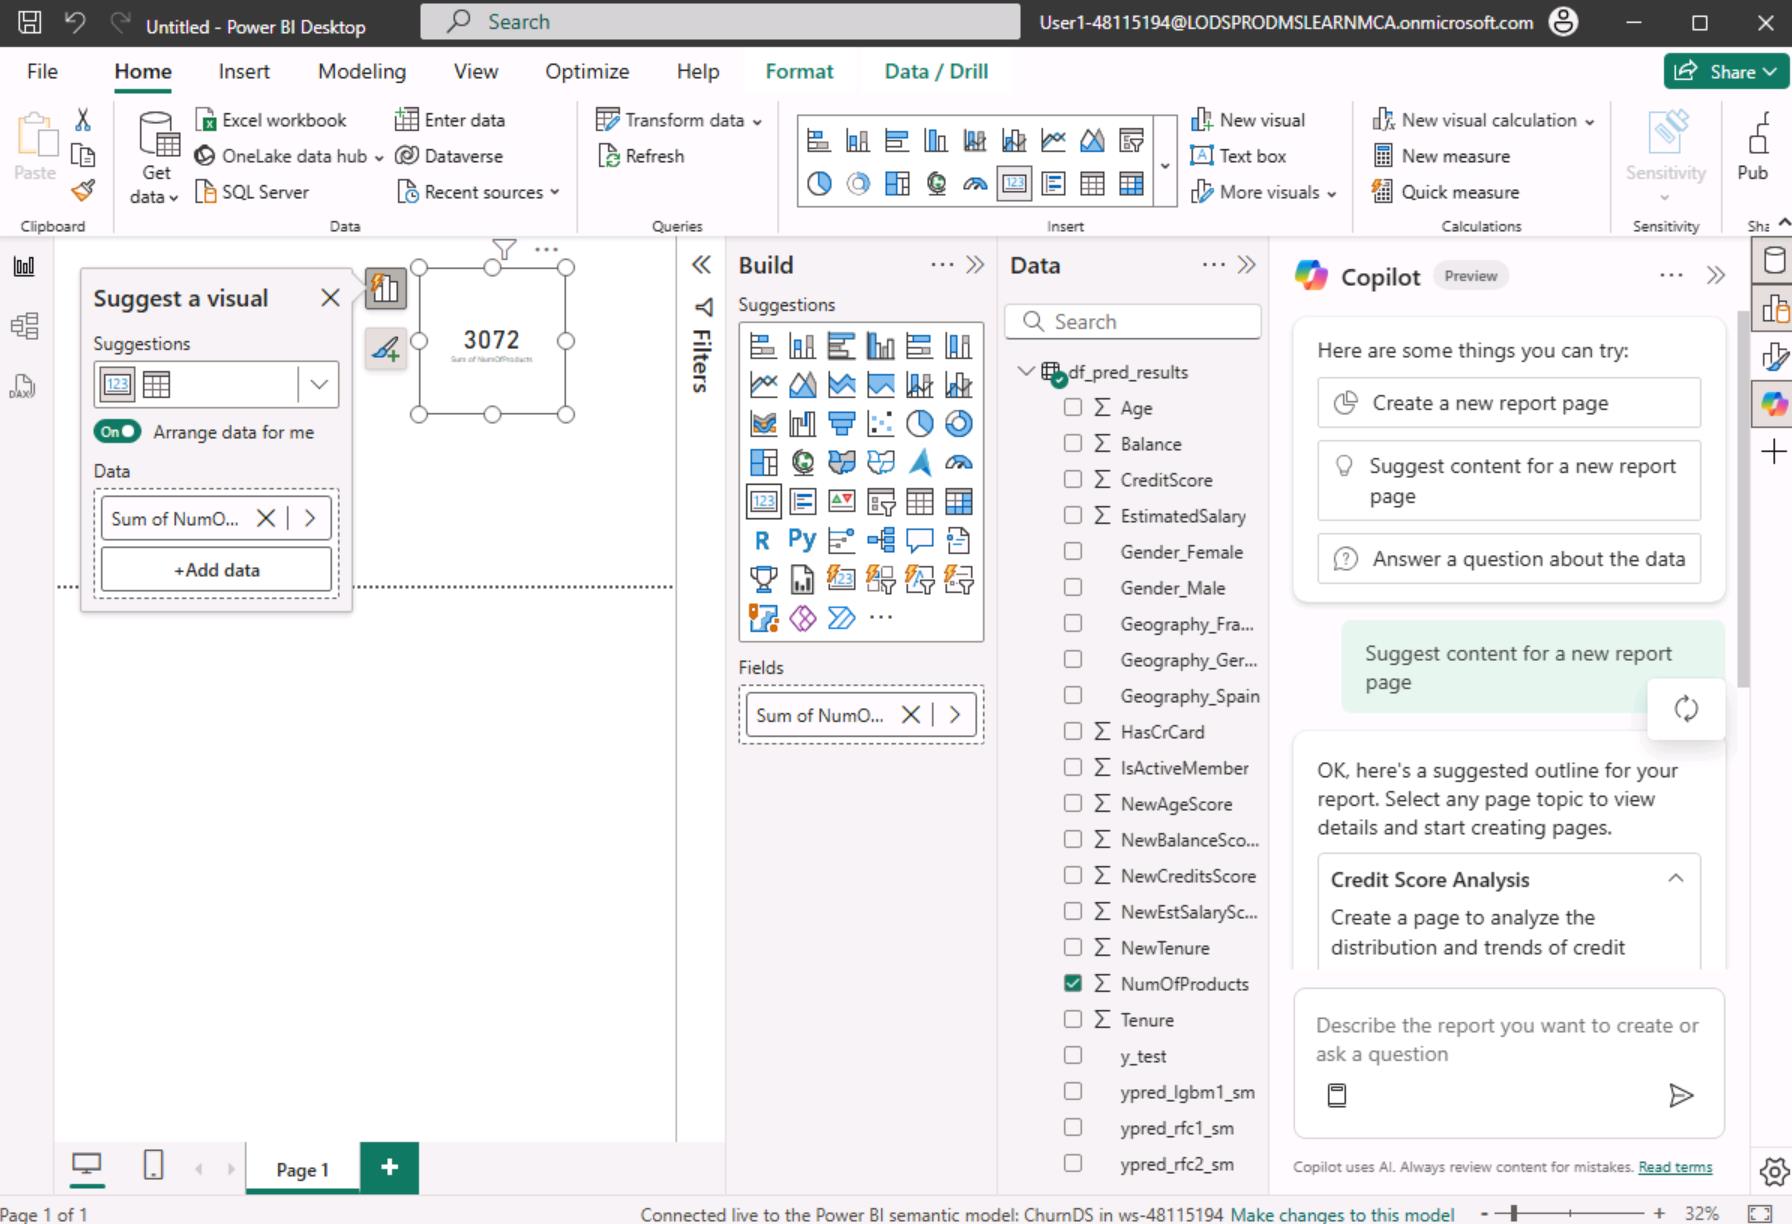 Untitled - Power BI Desktop
Search
User1-48115194@LODSPRODMSLEARNMCA.onmicrosoft.com
File
Home
Insert
Modeling
View
Optimize
Help
Format
Data / Drill
Share
Paste
Clipboard
Get
data
Excel workbook
OneLake data hub
SQL Server
Enter data
Dataverse
Recent sources
Data
Transform data
Refresh
Queries
New visual
Text box
More visuals
Insert
New visual calculation
New measure
Quick measure
Calculations
Sensitivity
Sensitivity
Pub
Sha
Suggest a visual
Suggestions
123
On
Arrange data for me
Data
Sum of NumO...
+Add data
3072
Sum of NumOfProducts
Filters
Build
Suggestions
123
R
Py
123
Fields
Sum of NumO...
Data
Search
df_pred_results
Age
Balance
CreditScore
EstimatedSalary
Gender_Female
Gender_Male
Geography_Fra...
Geography_Ger...
Geography_Spain
HasCrCard
IsActiveMember
NewAgeScore
NewBalanceSco...
NewCreditsScore
NewEstSalarySc...
NewTenure
NumOfProducts
Tenure
y_test
ypred_lgbm1_sm
ypred_rfc1_sm
ypred_rfc2_sm
Copilot
Preview
Here are some things you can try:
Create a new report page
Suggest content for a new report
page
Answer a question about the data
Suggest content for a new report
page
OK, here's a suggested outline for your
report. Select any page topic to view
details and start creating pages.
Credit Score Analysis
Create a page to analyze the
distribution and trends of credit
Describe the report you want to create or
ask a question
Copilot uses AI. Always review content for mistakes. Read terms
DAX
Page 1
Page 1 of 1
Connected live to the Power BI semantic model: ChurnDS in ws-48115194 Make changes to this model
- + 32%